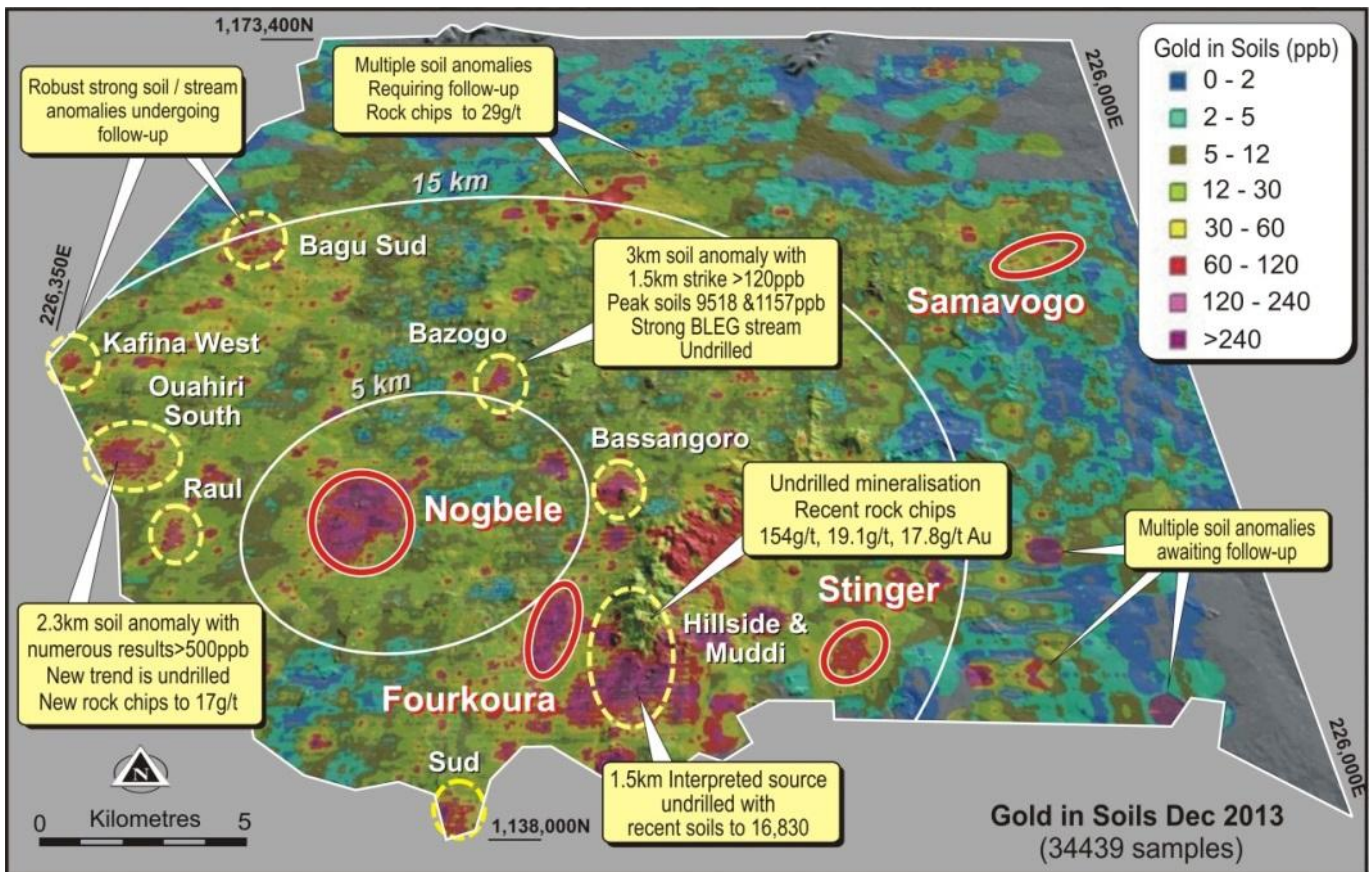 1,173,400N
Robust strong soil / stream
anomalies undergoing
follow-up
Multiple soil anomalies
Requiring follow-up
Rock chips to 29g/t
226,000E
Gold in Soils (ppb)
0 - 2
2 - 5
5 - 12
12 - 30
30 - 60
60 - 120
120 - 240
>240
15 km
Bagu Sud
226,350E
3km soil anomaly with
1.5km strike >120ppb
Peak soils 9518 &1157ppb
Strong BLEG stream
Undrilled
Samavogo
Kafina West
Bazogo
Ouahiri
South
5 km
Bassangoro
Raul
Nogbele
Undrilled mineralisation
Recent rock chips
154g/t, 19.1g/t, 17.8g/t Au
Multiple soil anomalies
awaiting follow-up
Stinger
2.3km soil anomaly with
numerous results>500ppb
New trend is undrilled
New rock chips to 17g/t
Hillside &
Muddi
Fourkoura
226,000E
Sud
N
1.5km Interpreted source
undrilled with
recent soils to 16,830
0 Kilometres 5
1,138,000N
Gold in Soils Dec 2013
(34439 samples)